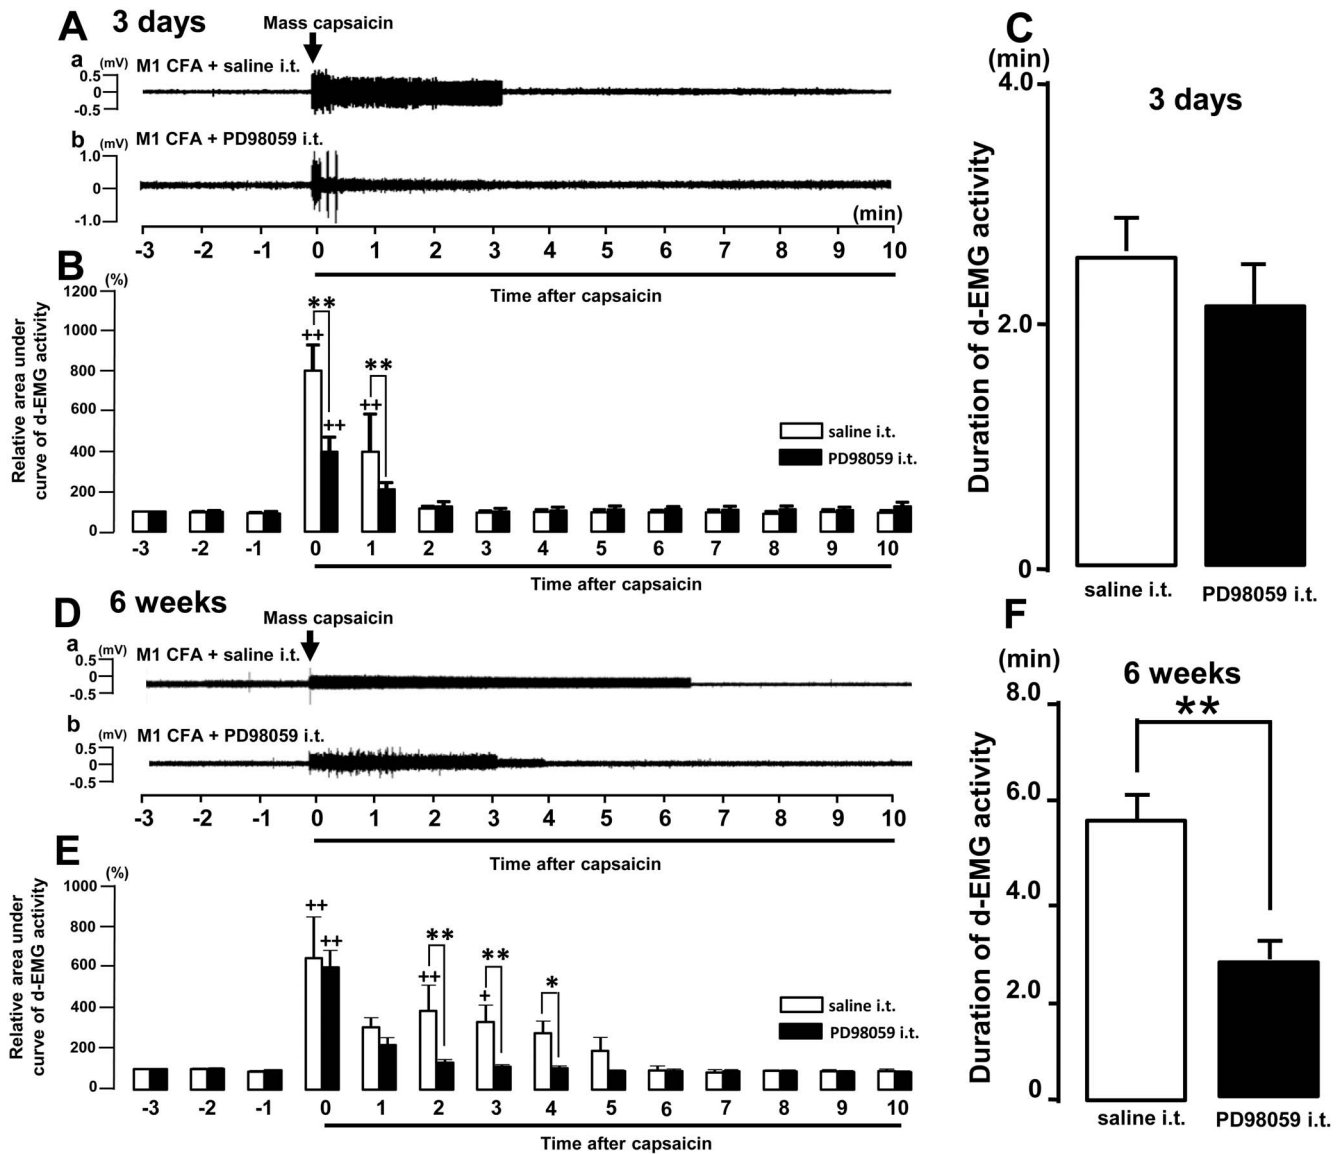 A 3 days
Mass capsaicin
a (mV) M1 CFA + saline i.t.
0.5
0
-0.5
b (mV) M1 CFA + PD98059 i.t.
1.0
0
-1.0
(min)
-3 -2 -1 0 1 2 3 4 5 6 7 8 9 10
Time after capsaicin
B
(%)
Relative area under
curve of d-EMG activity
1200
1000
800
600
400
200
0
** ++ ++
** ++
saline i.t.
PD98059 i.t.
-3 -2 -1 0 1 2 3 4 5 6 7 8 9 10
Time after capsaicin
C
(min)
3 days
Duration of d-EMG activity
4.0
2.0
0
saline i.t. PD98059 i.t.
D 6 weeks
Mass capsaicin
a (mV) M1 CFA + saline i.t.
0.5
0
-0.5
b (mV) M1 CFA + PD98059 i.t.
0.5
0
-0.5
-3 -2 -1 0 1 2 3 4 5 6 7 8 9 10
Time after capsaicin
E
(%)
Relative area under
curve of d-EMG activity
1000
800
600
400
200
0
++ ++
** ++
** +
*
saline i.t.
PD98059 i.t.
-3 -2 -1 0 1 2 3 4 5 6 7 8 9 10
Time after capsaicin
F
(min)
6 weeks
**
Duration of d-EMG activity
8.0
6.0
4.0
2.0
0
saline i.t. PD98059 i.t.